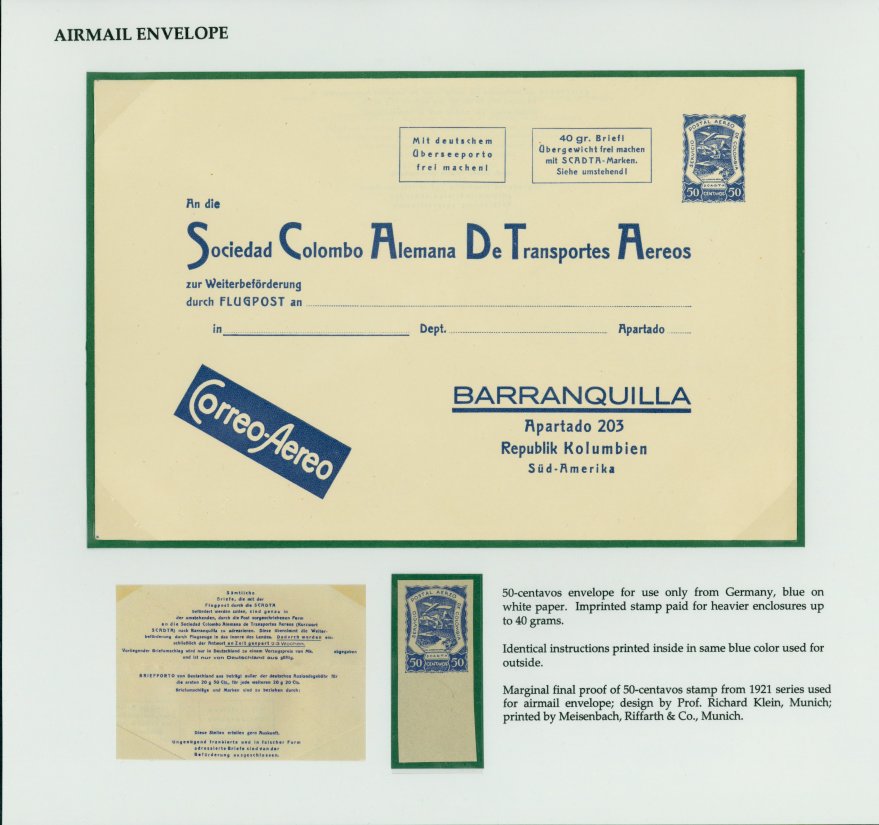 AIRMAIL ENVELOPE
Mit deutschem
Überseeporto
frei machen!
40 gr. Brief!
Übergewicht frei machen
mit SCADTA-Marken.
Siehe umstehend!
SERVICIO POSTAL AEREO DE COLOMBIA
SCADTA
50 CENTAVOS 50
An die
Sociedad Colombo Alemana De Transportes Aereos
zur Weiterbeförderung
durch FLUGPOST an
in Dept. Apartado
Correo-Aereo
BARRANQUILLA
Apartado 203
Republik Kolumbien
Süd-Amerika
Sämtliche
Briefe, die mit der
Flugpost durch die SCADTA
befördert werden sollen, sind genau in
der umstehenden, durch die Post vorgeschriebenen Form
an die Sociedad Colombo Alemana de Transportes Aereos (Kurzwort
SCADTA) nach Barranquilla zu adressieren. Diese übernimmt die Weiter-
beförderung durch Flugzeuge in das Innere des Landes. Dadurch werden ein-
schließlich der Antwort an Zeit gespart
Vorliegender Briefumschlag wird nur in Deutschland zu einem Vorzugspreis von Mk. abgegeben
und ist nur von Deutschland aus gültig.
BRIEFPORTO von Deutschland aus beträgt außer der deutschen Auslandsgebühr für
die ersten 20 g 30 Cts., für jede weiteren 20 g 20 Cts.
Briefumschläge und Marken sind zu beziehen durch:
Diese Stellen erteilen gern Auskunft.
Ungenügend frankierte und in falscher Form
adressierte Briefe sind von der
Beförderung ausgeschlossen.
SERVICIO POSTAL AEREO DE COLOMBIA
SCADTA
50 CENTAVOS 50
50-centavos envelope for use only from Germany, blue on
white paper. Imprinted stamp paid for heavier enclosures up
to 40 grams.
Identical instructions printed inside in same blue color used for
outside.
Marginal final proof of 50-centavos stamp from 1921 series used
for airmail envelope; design by Prof. Richard Klein, Munich;
printed by Meisenbach, Riffarth & Co., Munich.